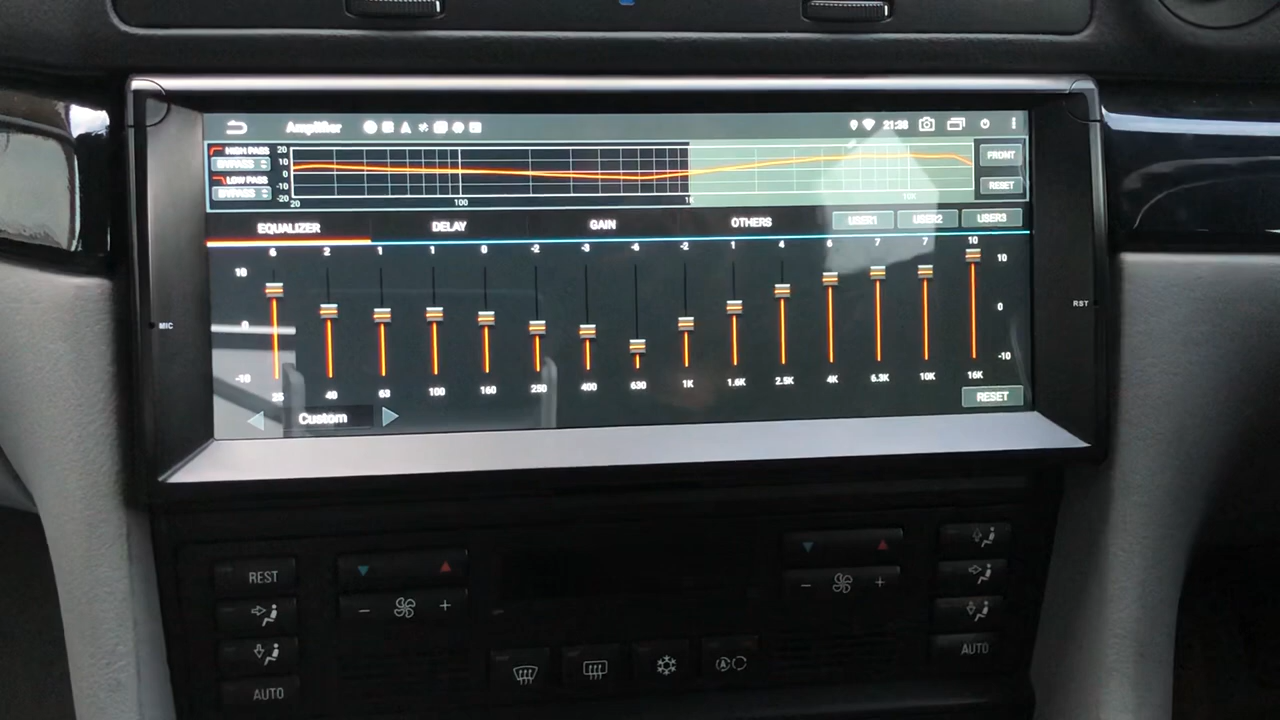 Amplifier 21:38
HIGH PASS
BYPASS
LOW PASS
BYPASS
20
10
0
-10
-20
20 100 1K 10K
FRONT
RESET
EQUALIZER DELAY GAIN OTHERS USER1 USER2 USER3
6 2 1 1 0 -2 -3 -6 -2 1 4 6 7 7 10
10 10
0 0
-10 -10
25 40 63 100 160 250 400 630 1K 1.6K 2.5K 4K 6.3K 10K 16K
Custom RESET
MIC
RST
REST
AUTO
- +
- +
AUTO
A